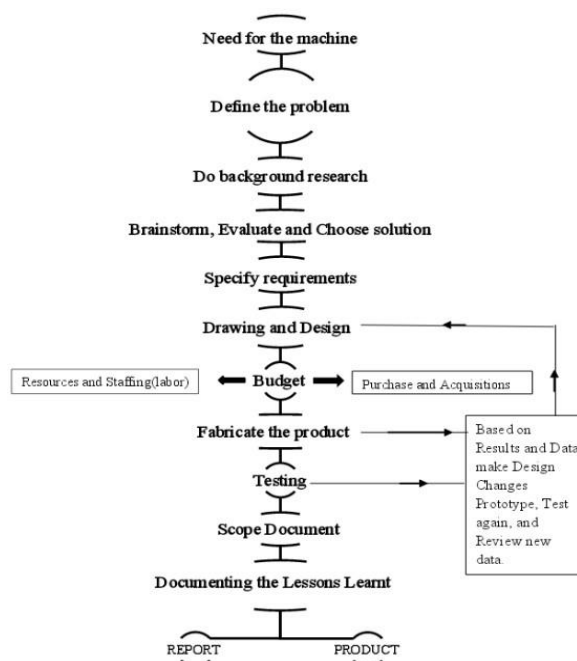 Need for the machine
Define the problem
Do background research
Brainstorm, Evaluate and Choose solution
Specify requirements
Drawing and Design
Resources and Staffing(labor)
Budget
Purchase and Acquisitions
Fabricate the product
Based on
Results and Data
make Design
Changes
Prototype, Test
again, and
Review new
data.
Testing
Scope Document
Documenting the Lessons Learnt
REPORT
PRODUCT